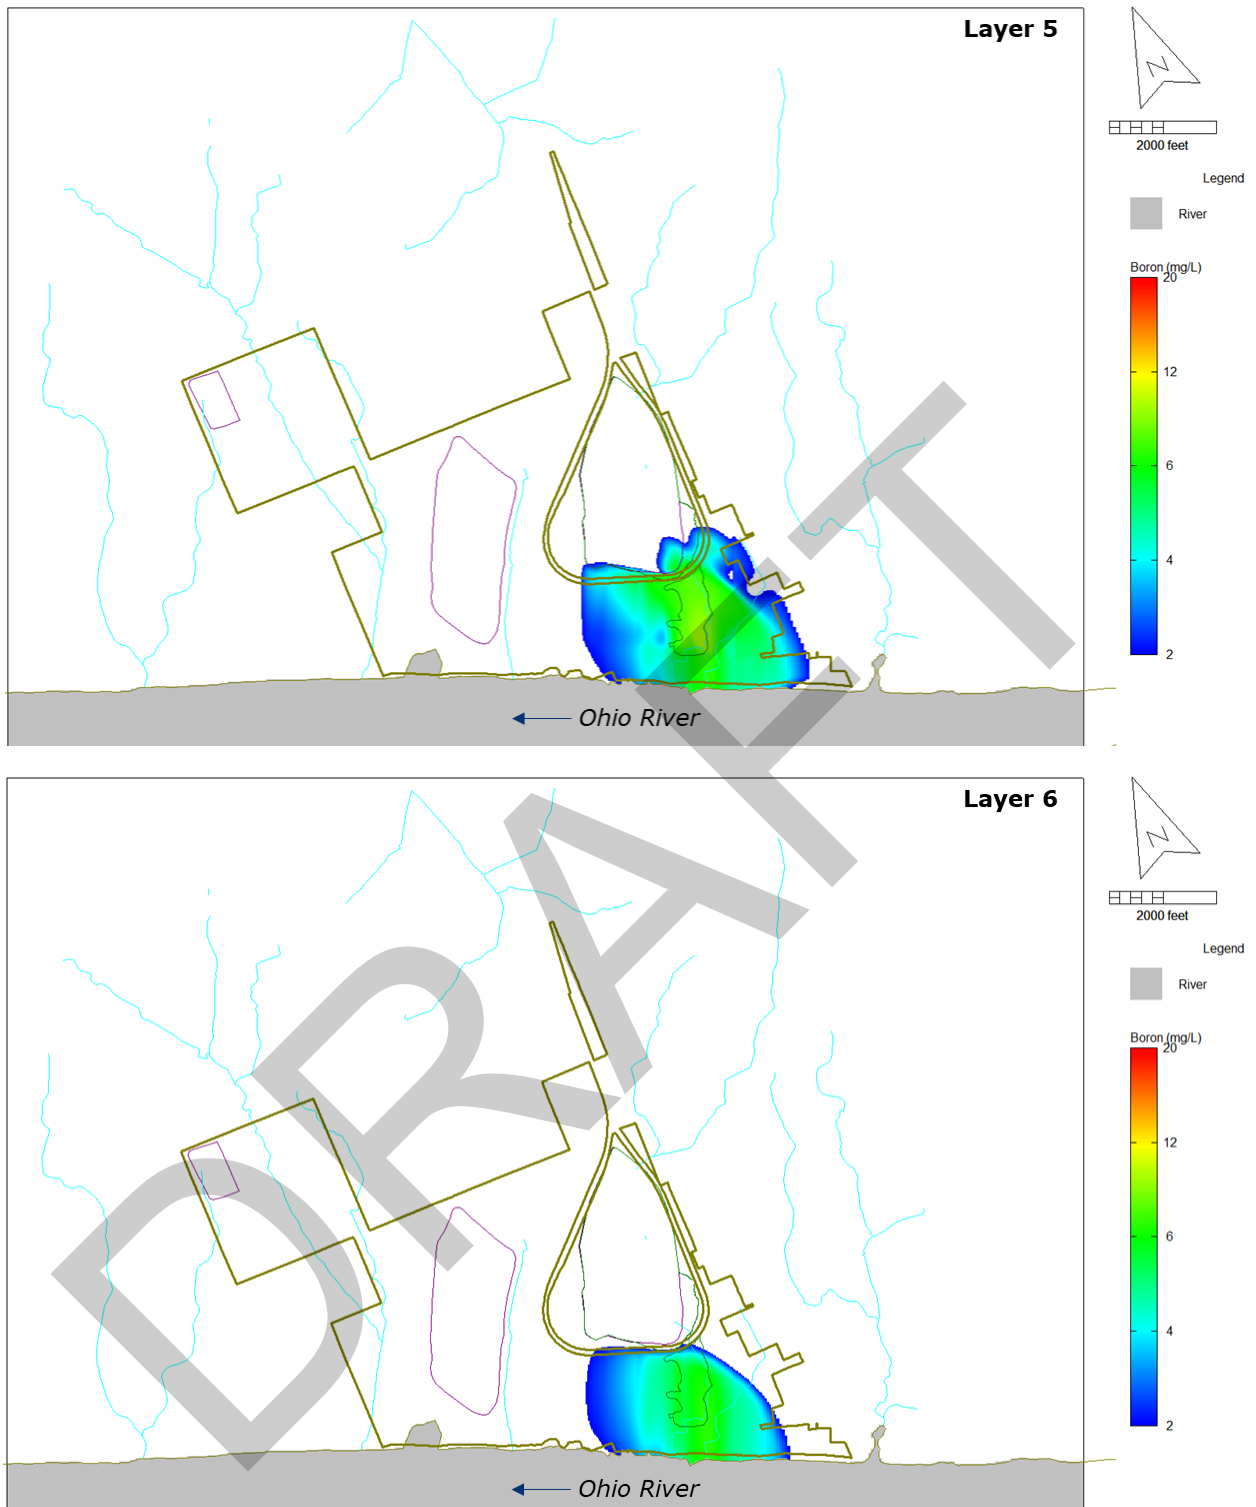 Layer 5
N
2000 feet
Legend
River
Boron (mg/L)
20
12
6
4
2
Ohio River
DRAFT
Layer 6
N
2000 feet
Legend
River
Boron (mg/L)
20
12
6
4
2
Ohio River